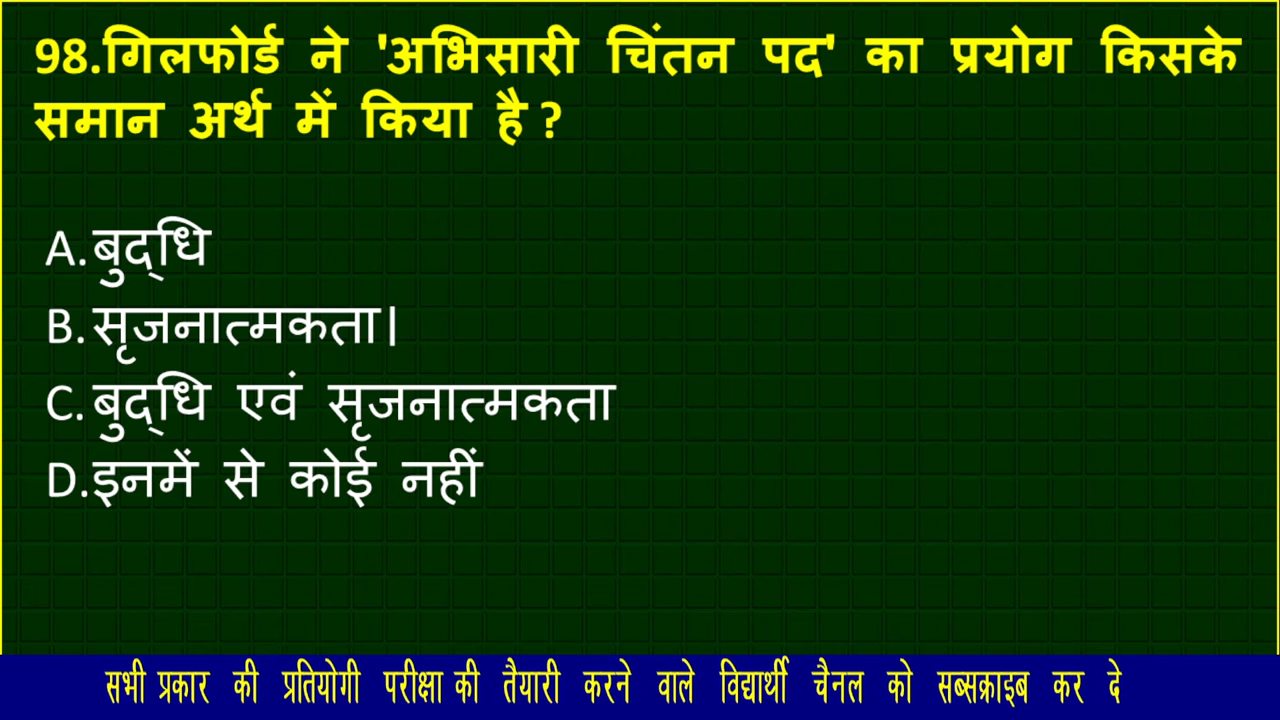 98.गिलफोर्ड ने 'अभिसारी चिंतन पद' का प्रयोग किसके
समान अर्थ में किया है ?
A.बुद्‌धि
B.सृजनात्मकता।
C.बुद्‌धि एवं सृजनात्मकता
D.इनमें से कोई नहीं
सभी प्रकार की प्रतियोगी परीक्षा की तैयारी करने वाले विद्यार्थी चैनल को सब्सक्राइब कर दे